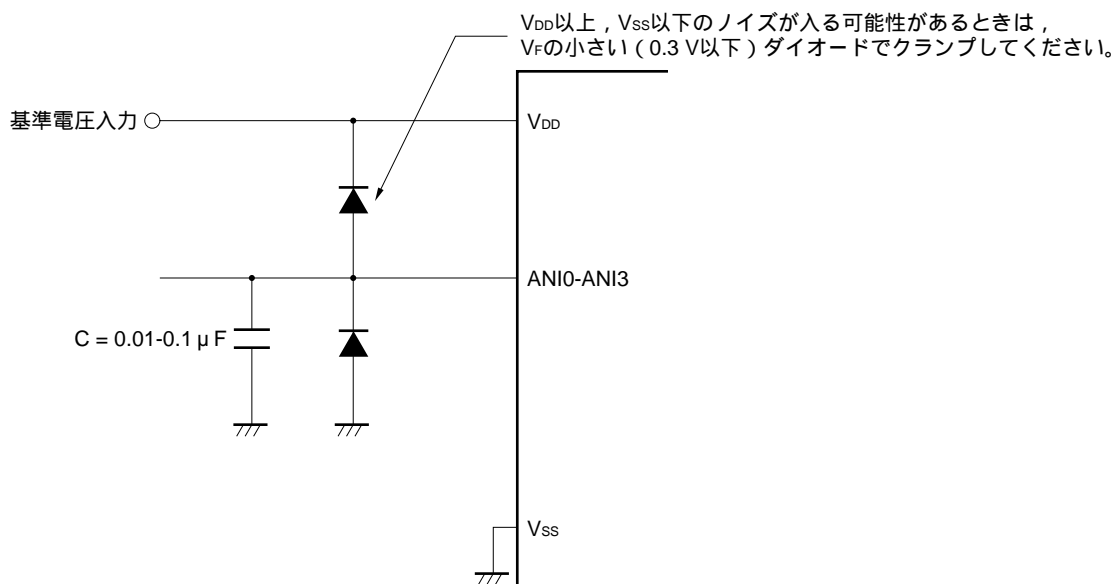 VDD以上，VSS以下のノイズが入る可能性があるときは，
VFの小さい（0.3 V以下）ダイオードでクランプしてください。
基準電圧入力
VDD
ANI0-ANI3
C = 0.01-0.1 μ F
VSS